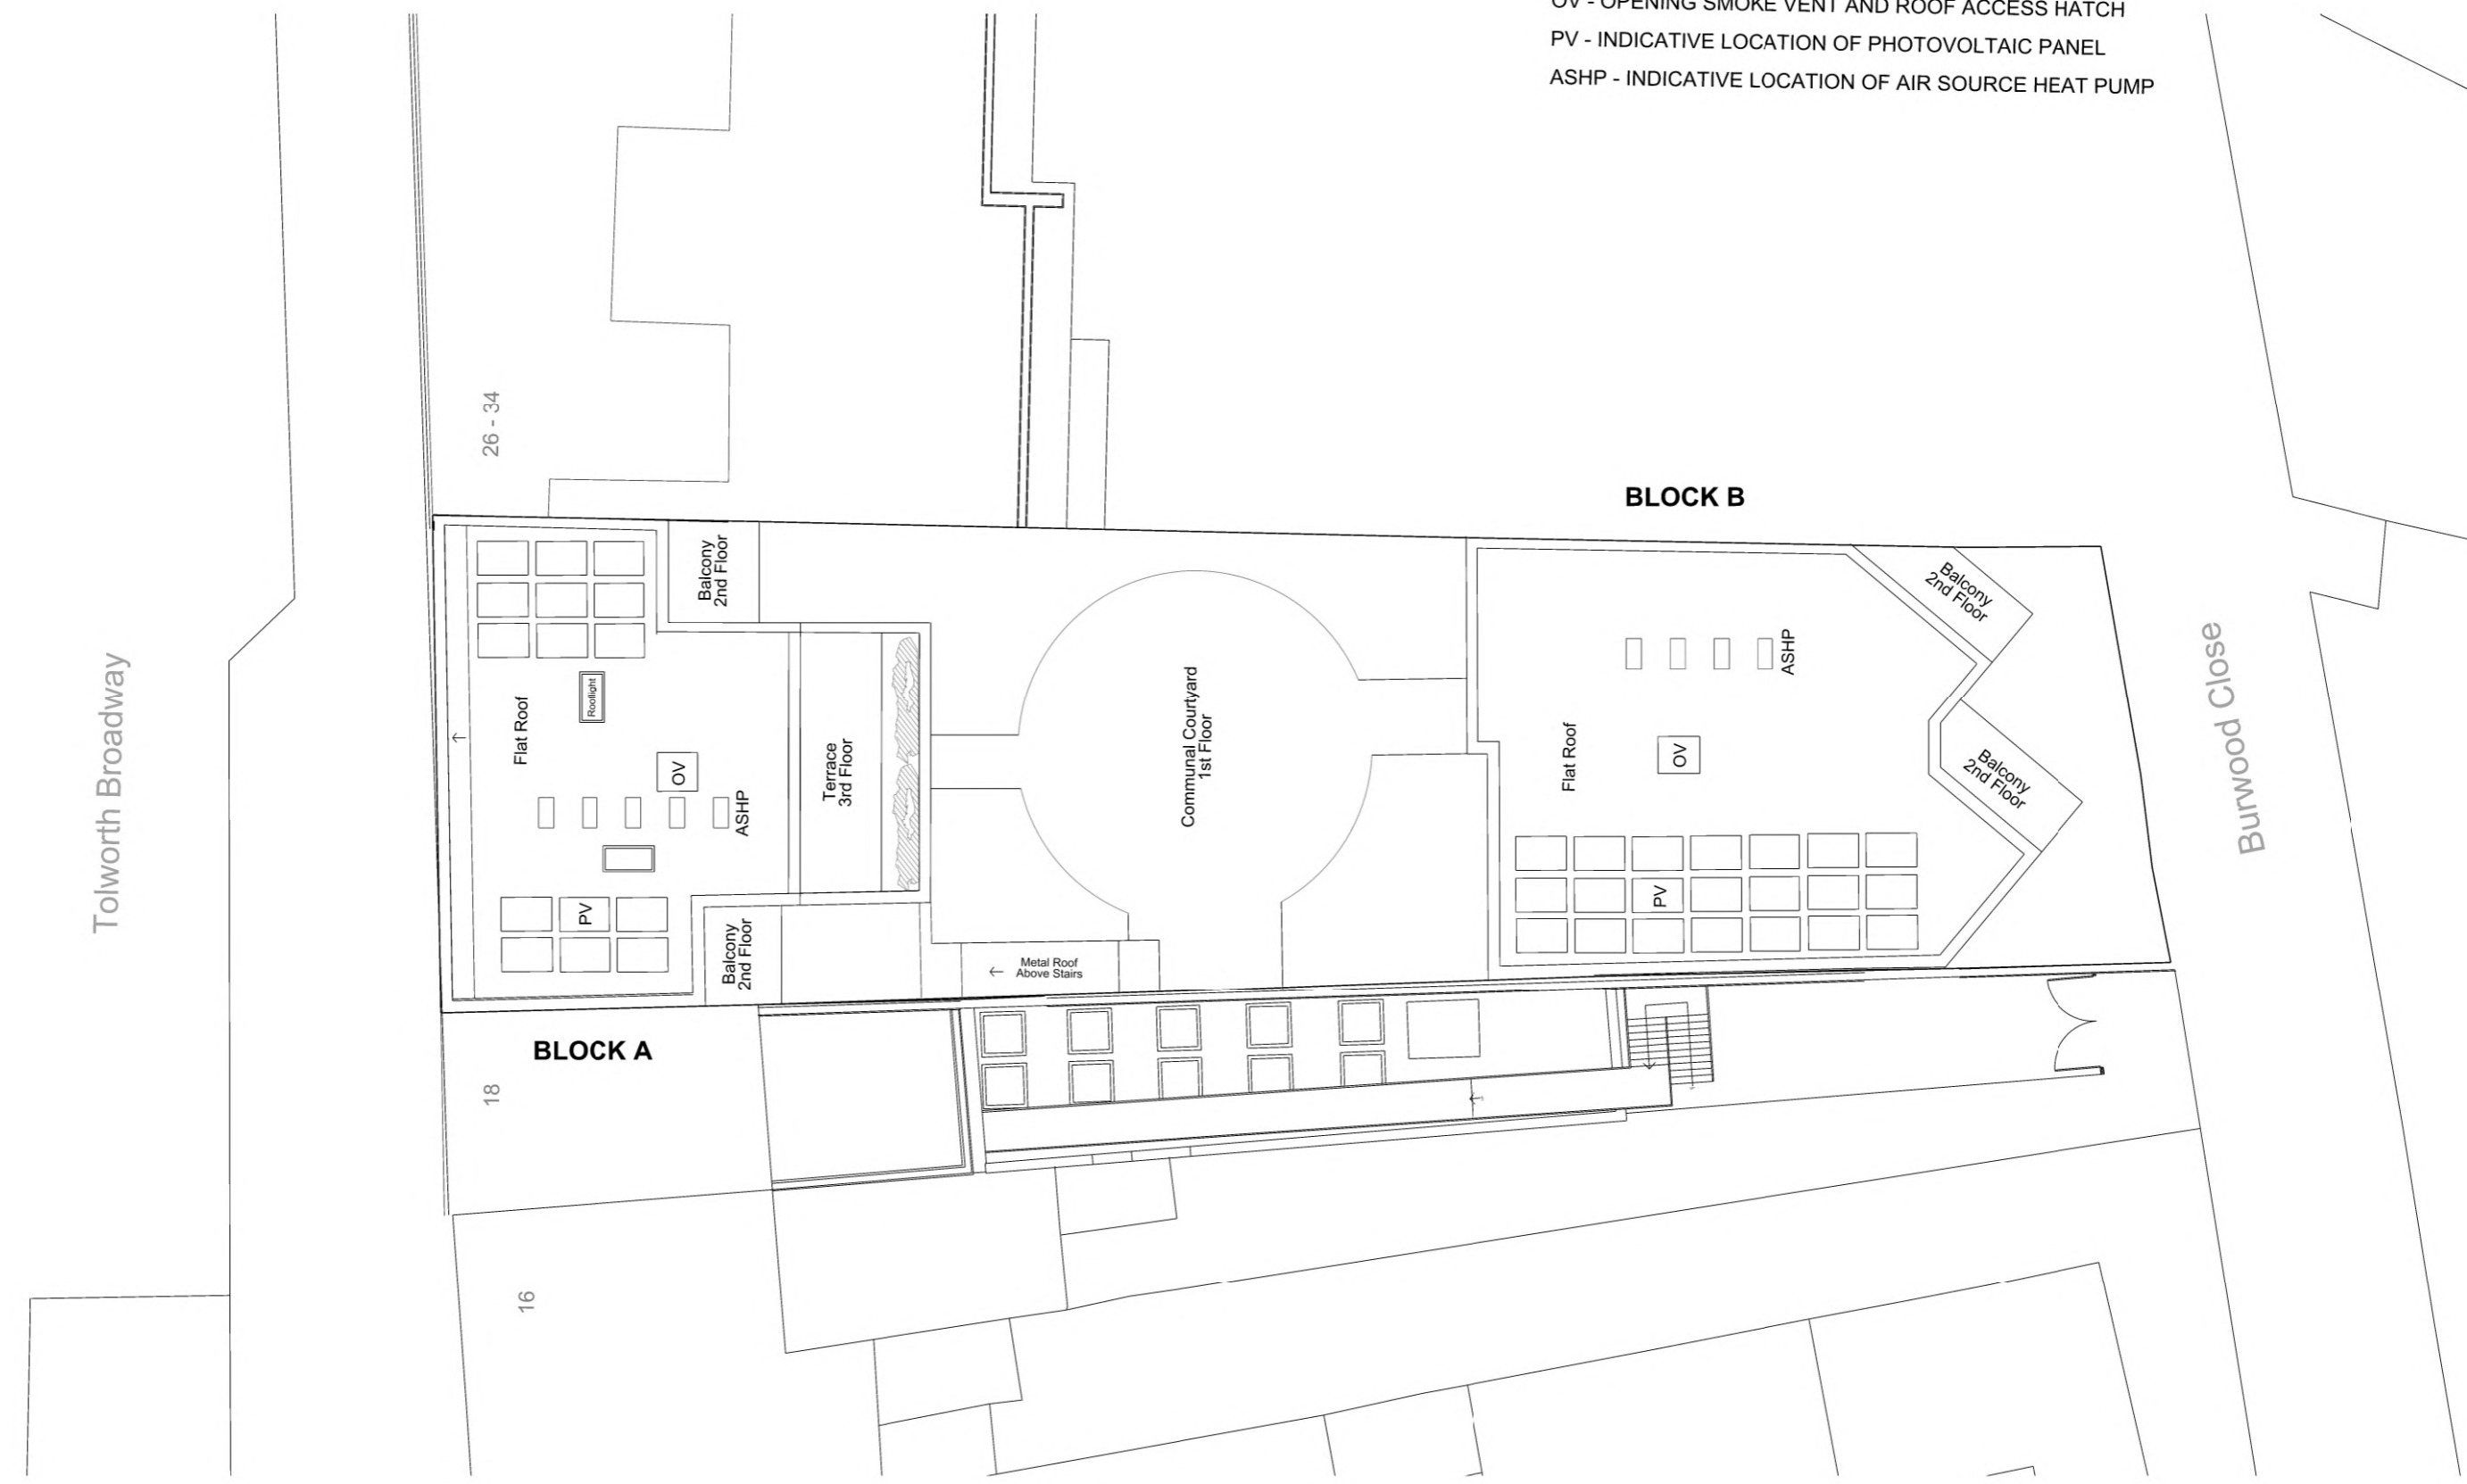 OV - OPENING SMOKE VENT AND ROOF ACCESS HATCH
PV - INDICATIVE LOCATION OF PHOTOVOLTAIC PANEL
ASHP - INDICATIVE LOCATION OF AIR SOURCE HEAT PUMP
Tolworth Broadway
26 - 34
BLOCK B
Balcony
2nd Floor
Rooflight
Flat Roof
OV
ASHP
PV
Terrace
3rd Floor
Balcony
2nd Floor
Communal Courtyard
1st Floor
Metal Roof
Above Stairs
Flat Roof
ASHP
OV
PV
Balcony
2nd Floor
Balcony
2nd Floor
Burwood Close
BLOCK A
18
16